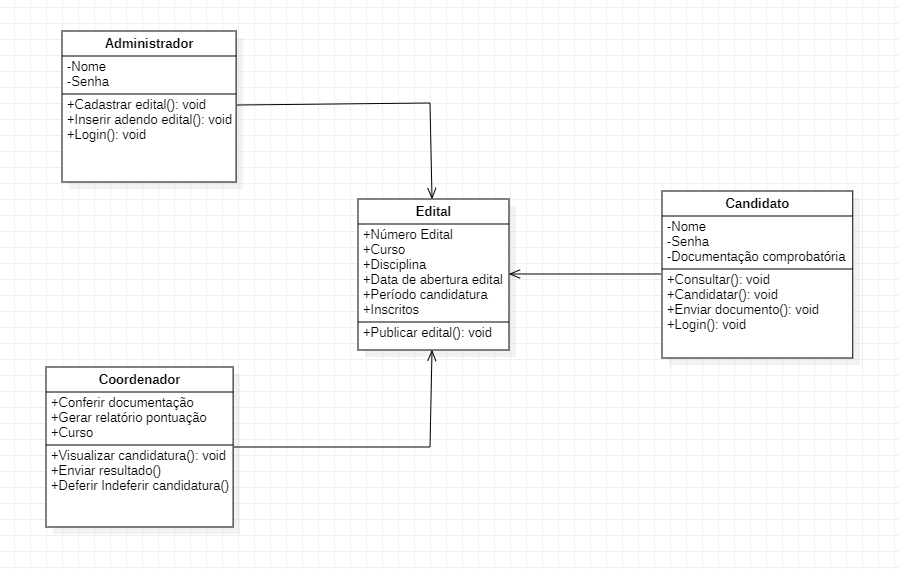 Administrador
-Nome
-Senha
+Cadastrar edital(): void
+Inserir adendo edital(): void
+Login(): void
Edital
+Número Edital
+Curso
+Disciplina
+Data de abertura edital
+Período candidatura
+Inscritos
+Publicar edital(): void
Candidato
-Nome
-Senha
-Documentação comprobatória
+Consultar(): void
+Candidatar(): void
+Enviar documento(): void
+Login(): void
Coordenador
+Conferir documentação
+Gerar relatório pontuação
+Curso
+Visualizar candidatura(): void
+Enviar resultado()
+Deferir Indeferir candidatura()